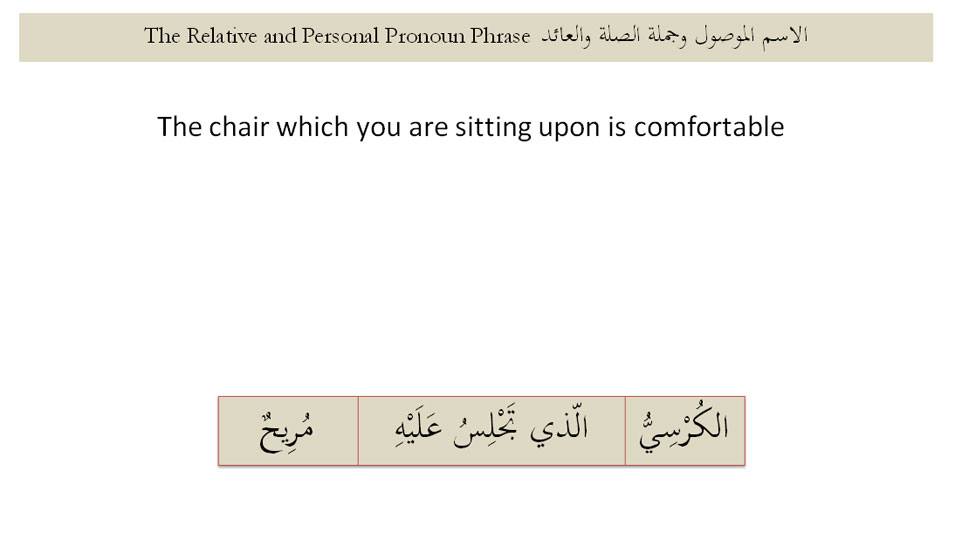 The Relative and Personal Pronoun Phrase الاسم الموصول وجملة الصلة والعائد
The chair which you are sitting upon is comfortable
الكُرْسِيُّ الّذي تَجْلِسُ عَلَيْهِ مُرِيحٌ